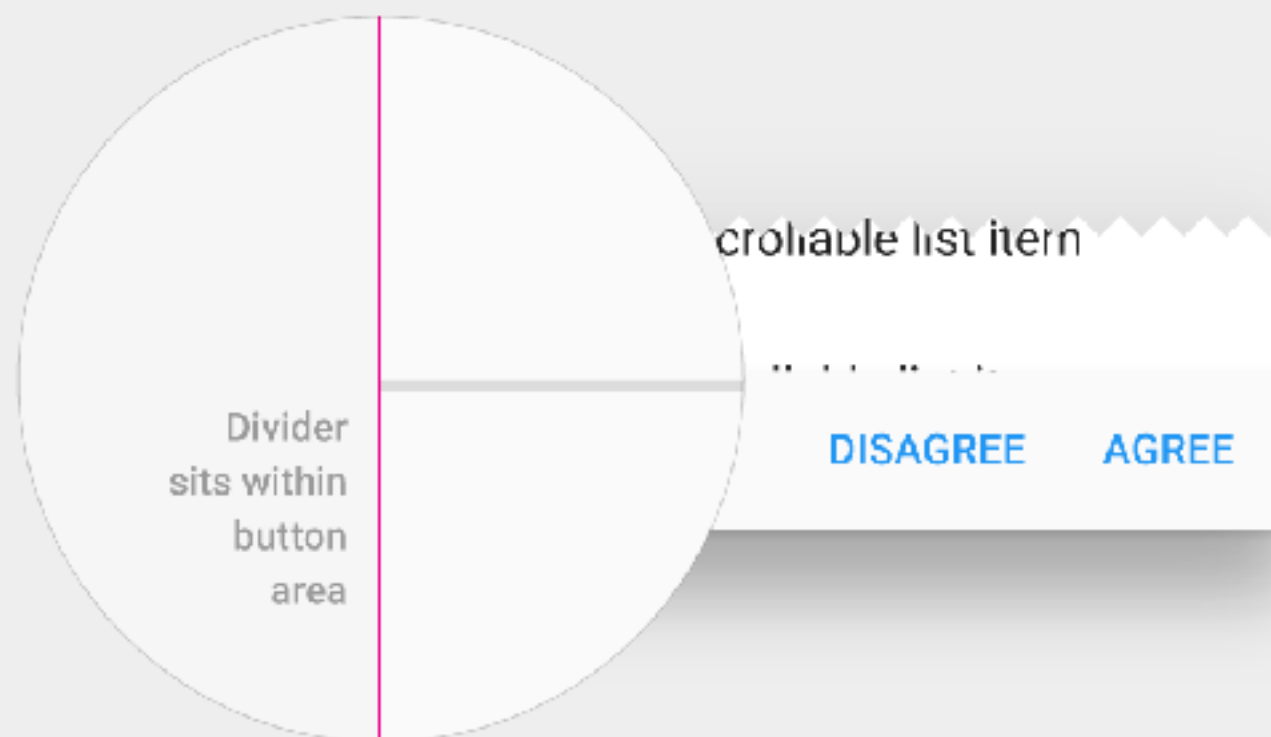 crollable list item
Divider
sits within
button
area
DISAGREE
AGREE